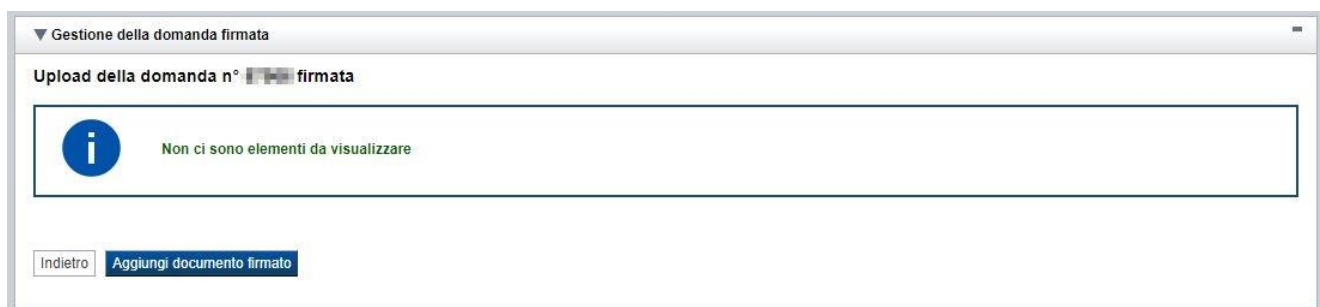 Gestione della domanda firmata
Upload della domanda n° firmata
Non ci sono elementi da visualizzare
Indietro Aggiungi documento firmato